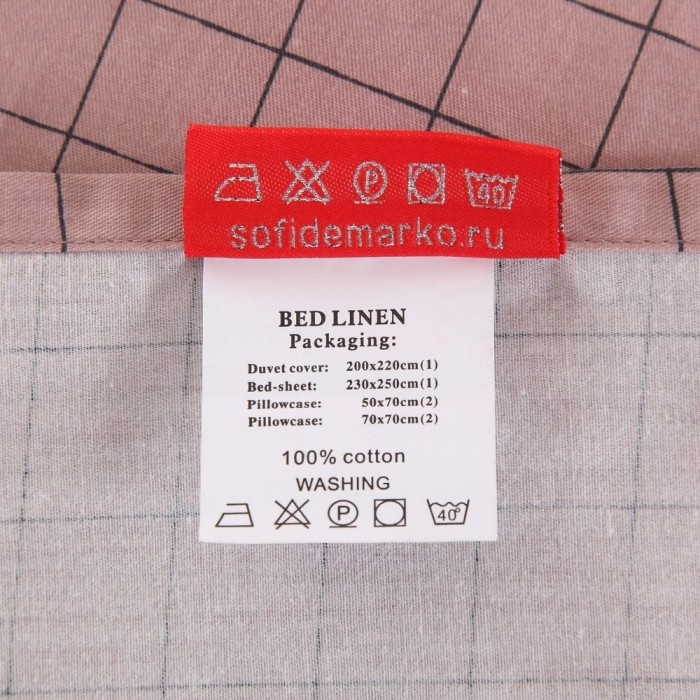 P 40
sofidemarko.ru
BED LINEN
Packaging:
Duvet cover: 200x220cm(1)
Bed-sheet: 230x250cm(1)
Pillowcase: 50x70cm(2)
Pillowcase: 70x70cm(2)
100% cotton
WASHING
P 40°